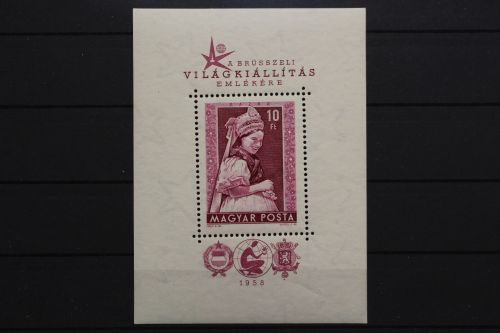 A BRÜSSZELI
VILÁGKIÁLLÍTÁS
EMLÉKÉRE
10
Ft
MAGYAR POSTA
1958